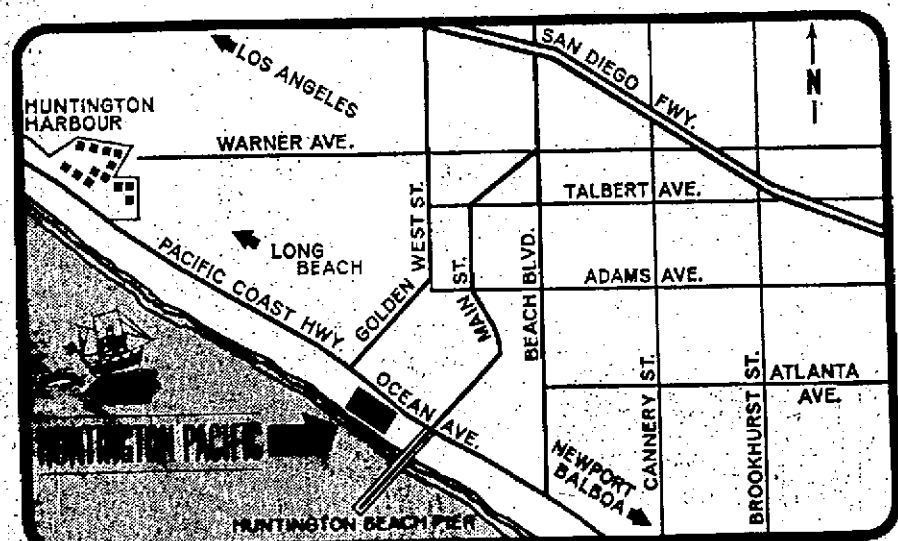 LOS ANGELES
SAN DIEGO FWY.
N
HUNTINGTON
HARBOUR
WARNER AVE.
TALBERT AVE.
GOLDEN WEST ST.
LONG
BEACH
MAIN ST.
BEACH BLVD.
ADAMS AVE.
PACIFIC COAST HWY.
OCEAN AVE.
CANNERY ST.
BROOKHURST ST.
ATLANTA
AVE.
HUNTINGTON PACIFIC
NEWPORT
BALBOA
HUNTINGTON BEACH PIER